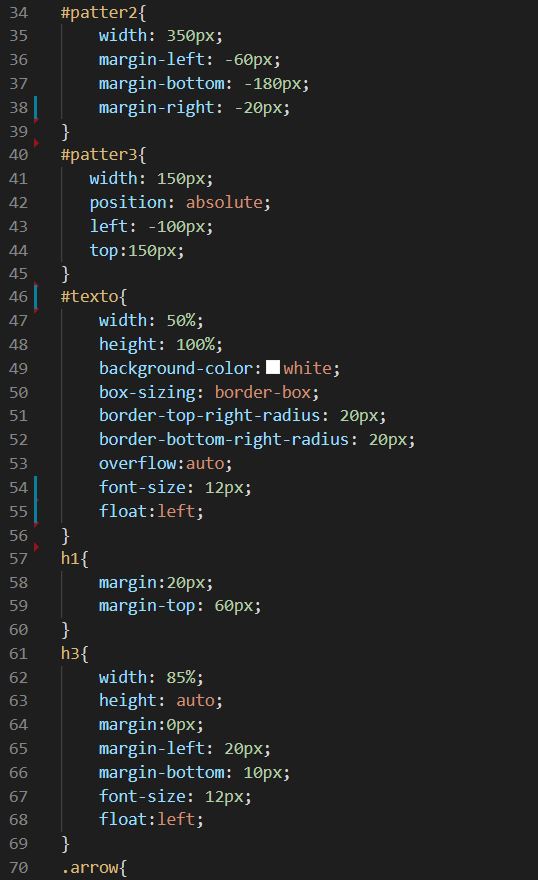 34 #patter2{
35 width: 350px;
36 margin-left: -60px;
37 margin-bottom: -180px;
38 margin-right: -20px;
39 }
40 #patter3{
41 width: 150px;
42 position: absolute;
43 left: -100px;
44 top:150px;
45 }
46 #texto{
47 width: 50%;
48 height: 100%;
49 background-color: white;
50 box-sizing: border-box;
51 border-top-right-radius: 20px;
52 border-bottom-right-radius: 20px;
53 overflow:auto;
54 font-size: 12px;
55 float:left;
56 }
57 h1{
58 margin:20px;
59 margin-top: 60px;
60 }
61 h3{
62 width: 85%;
63 height: auto;
64 margin:0px;
65 margin-left: 20px;
66 margin-bottom: 10px;
67 font-size: 12px;
68 float:left;
69 }
70 .arrow{